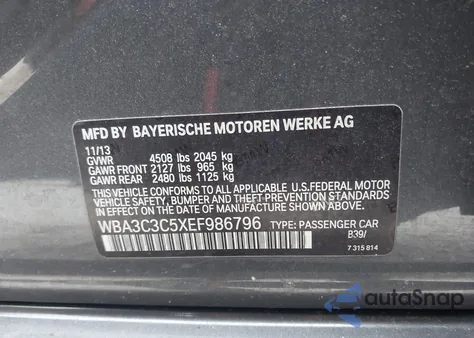 MFD BY BAYERISCHE MOTOREN WERKE AG
11/13
GVWR 4508 lbs 2045 kg
GAWR FRONT 2127 lbs 965 kg
GAWR REAR 2480 lbs 1125 kg
THIS VEHICLE CONFORMS TO ALL APPLICABLE U.S.FEDERAL MOTOR
VEHICLE SAFETY, BUMPER AND THEFT PREVENTION STANDARDS
IN EFFECT ON THE DATE OF MANUFACTURE SHOWN ABOVE.
WBA3C3C5XEF986796 TYPE: PASSENGER CAR
B39/
7 315 814
autoSnap